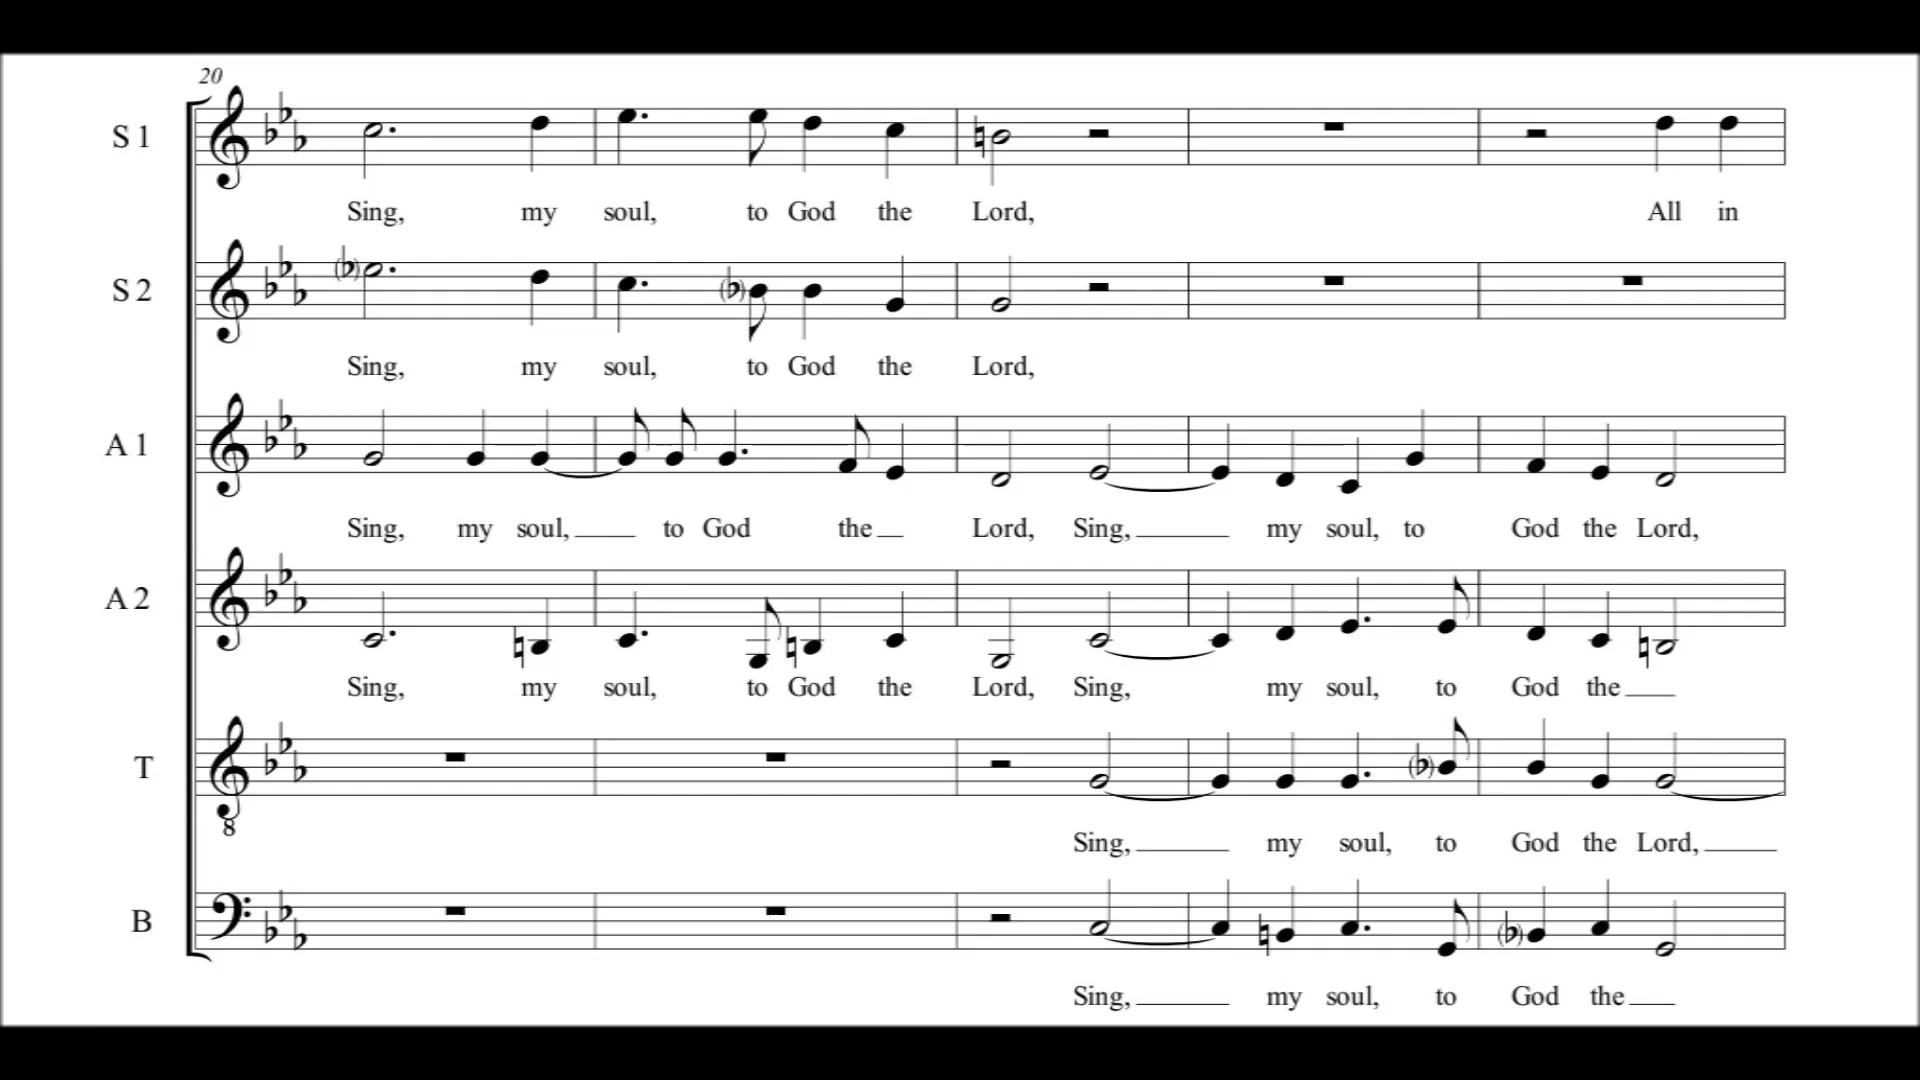 20
S 1
Sing, my soul, to God the Lord, All in
S 2
Sing, my soul, to God the Lord,
A 1
Sing, my soul, to God the Lord, Sing, my soul, to God the Lord,
A 2
Sing, my soul, to God the Lord, Sing, my soul, to God the
T
8
Sing, my soul, to God the Lord,
B
Sing, my soul, to God the